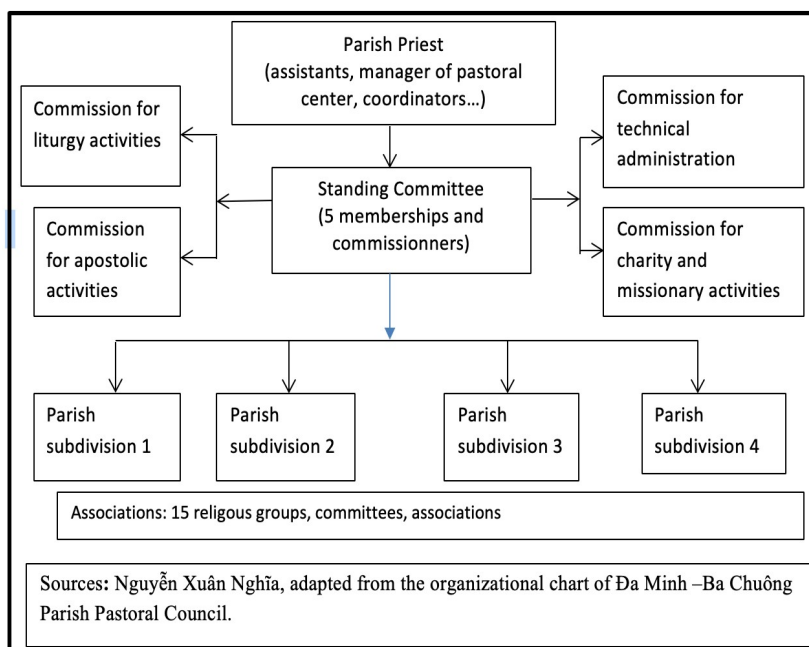 Parish Priest
(assistants, manager of pastoral
center, coordinators...)
Commission for
liturgy activities
Commission for
technical
administration
Standing Committee
(5 memberships and
commissionners)
Commission
for apostolic
activities
Commission for
charity and
missionary activities
Parish
subdivision 1
Parish
subdivision 2
Parish
subdivision 3
Parish
subdivision 4
Associations: 15 religous groups, committees, associations
Sources: Nguyễn Xuân Nghĩa, adapted from the organizational chart of Đa Minh –Ba Chuông
Parish Pastoral Council.